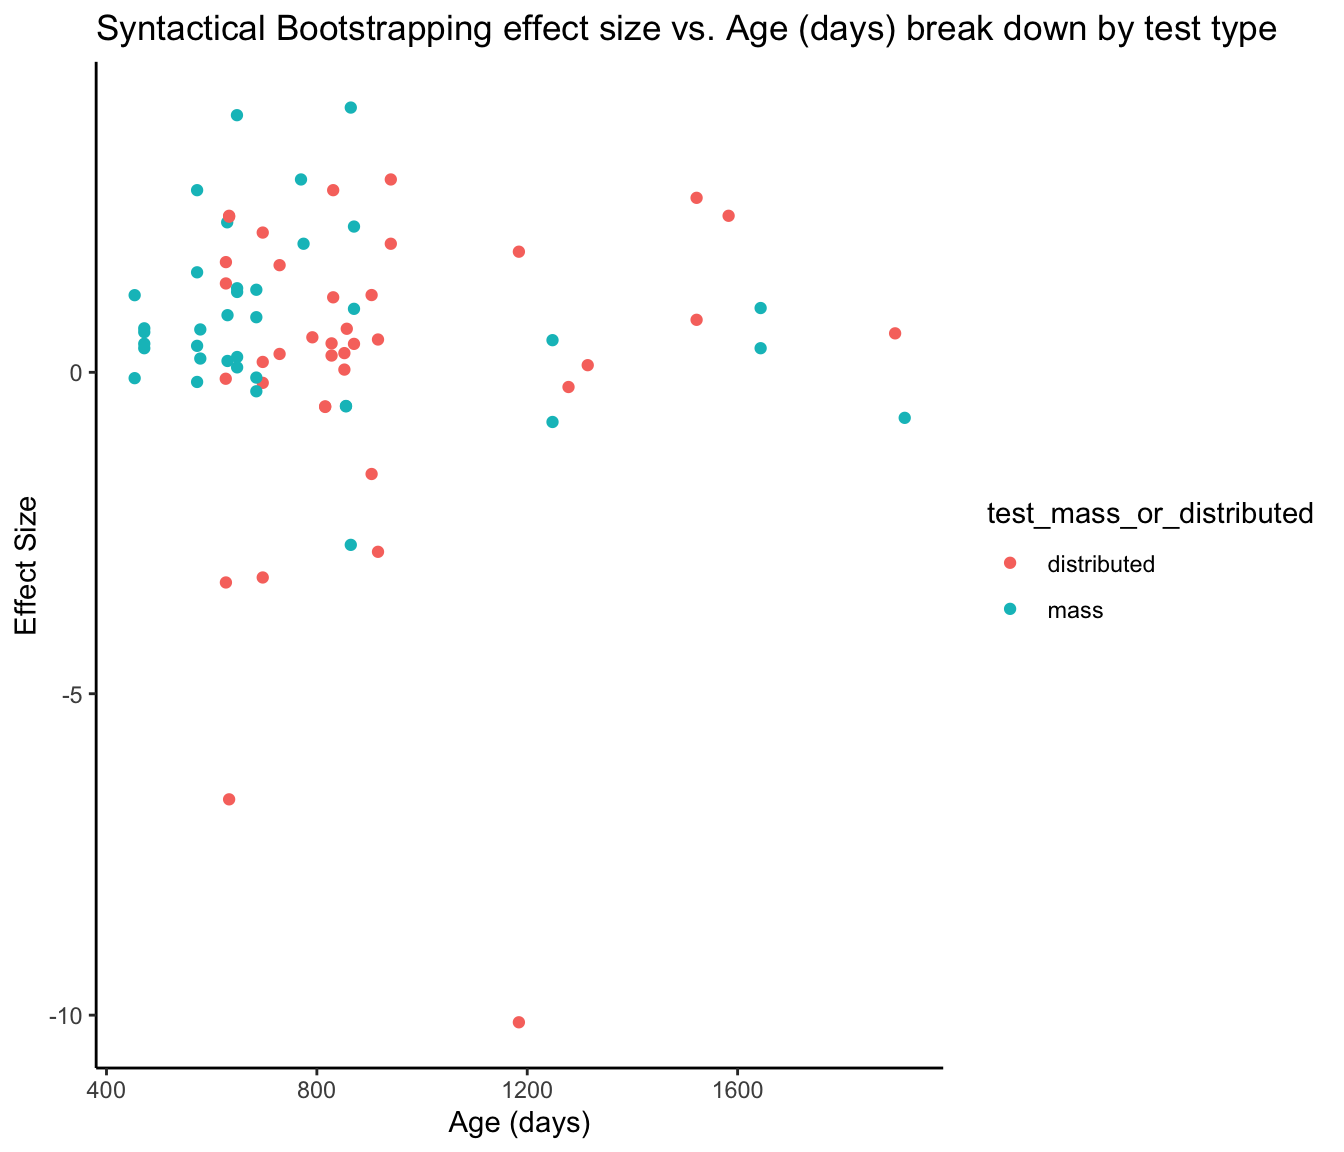 Syntactical Bootstrapping effect size vs. Age (days) break down by test type
0
-5
-10
Effect Size
400 800 1200 1600
Age (days)
test_mass_or_distributed
distributed
mass